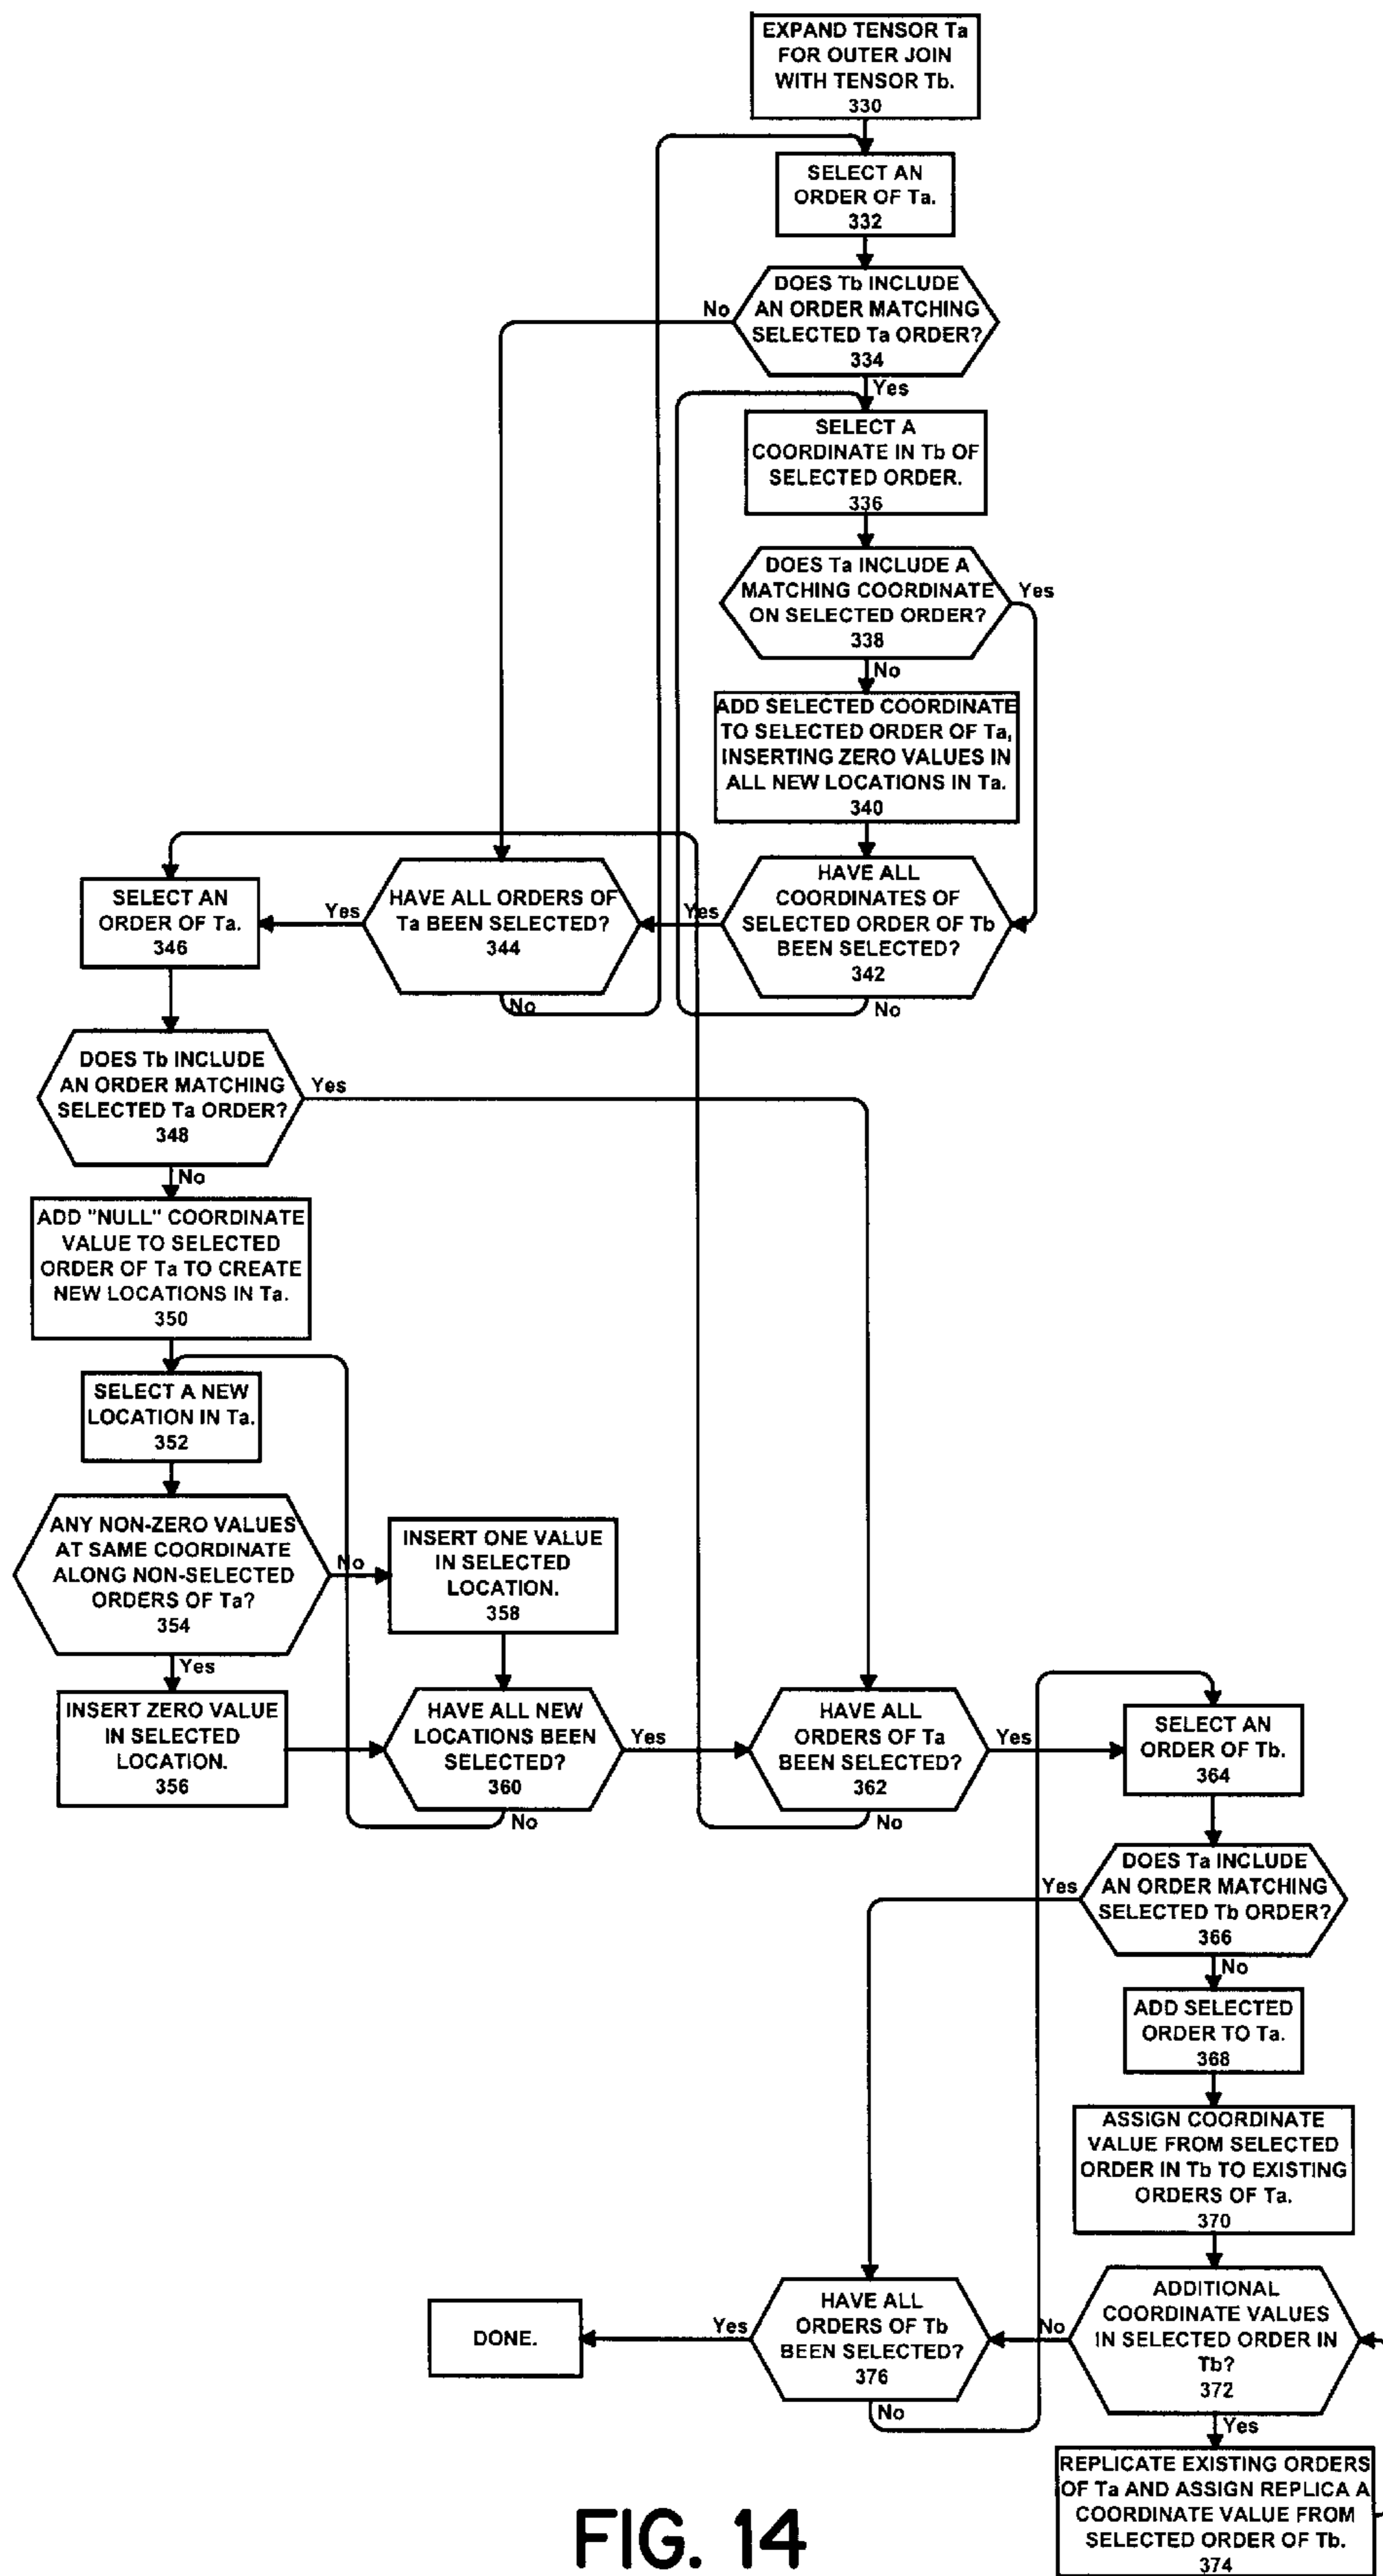 EXPAND TENSOR Ta
FOR OUTER JOIN
WITH TENSOR Tb.
330
SELECT AN
ORDER OF Ta.
332
DOES Tb INCLUDE
AN ORDER MATCHING
SELECTED Ta ORDER?
334
No
Yes
SELECT A
COORDINATE IN Tb OF
SELECTED ORDER.
336
DOES Ta INCLUDE A
MATCHING COORDINATE
ON SELECTED ORDER?
338
Yes
No
ADD SELECTED COORDINATE
TO SELECTED ORDER OF Ta,
INSERTING ZERO VALUES IN
ALL NEW LOCATIONS IN Ta.
340
HAVE ALL
COORDINATES OF
SELECTED ORDER OF Tb
BEEN SELECTED?
342
Yes
No
HAVE ALL ORDERS OF
Ta BEEN SELECTED?
344
Yes
No
SELECT AN
ORDER OF Ta.
346
DOES Tb INCLUDE
AN ORDER MATCHING
SELECTED Ta ORDER?
348
Yes
No
ADD "NULL" COORDINATE
VALUE TO SELECTED
ORDER OF Ta TO CREATE
NEW LOCATIONS IN Ta.
350
SELECT A NEW
LOCATION IN Ta.
352
ANY NON-ZERO VALUES
AT SAME COORDINATE
ALONG NON-SELECTED
ORDERS OF Ta?
354
No
Yes
INSERT ONE VALUE
IN SELECTED
LOCATION.
358
INSERT ZERO VALUE
IN SELECTED
LOCATION.
356
HAVE ALL NEW
LOCATIONS BEEN
SELECTED?
360
Yes
No
HAVE ALL
ORDERS OF Ta
BEEN SELECTED?
362
Yes
No
SELECT AN
ORDER OF Tb.
364
DOES Ta INCLUDE
AN ORDER MATCHING
SELECTED Tb ORDER?
366
Yes
No
ADD SELECTED
ORDER TO Ta.
368
ASSIGN COORDINATE
VALUE FROM SELECTED
ORDER IN Tb TO EXISTING
ORDERS OF Ta.
370
ADDITIONAL
COORDINATE VALUES
IN SELECTED ORDER IN
Tb?
372
No
Yes
HAVE ALL
ORDERS OF Tb
BEEN SELECTED?
376
Yes
No
DONE.
REPLICATE EXISTING ORDERS
OF Ta AND ASSIGN REPLICA A
COORDINATE VALUE FROM
SELECTED ORDER OF Tb.
374
FIG. 14